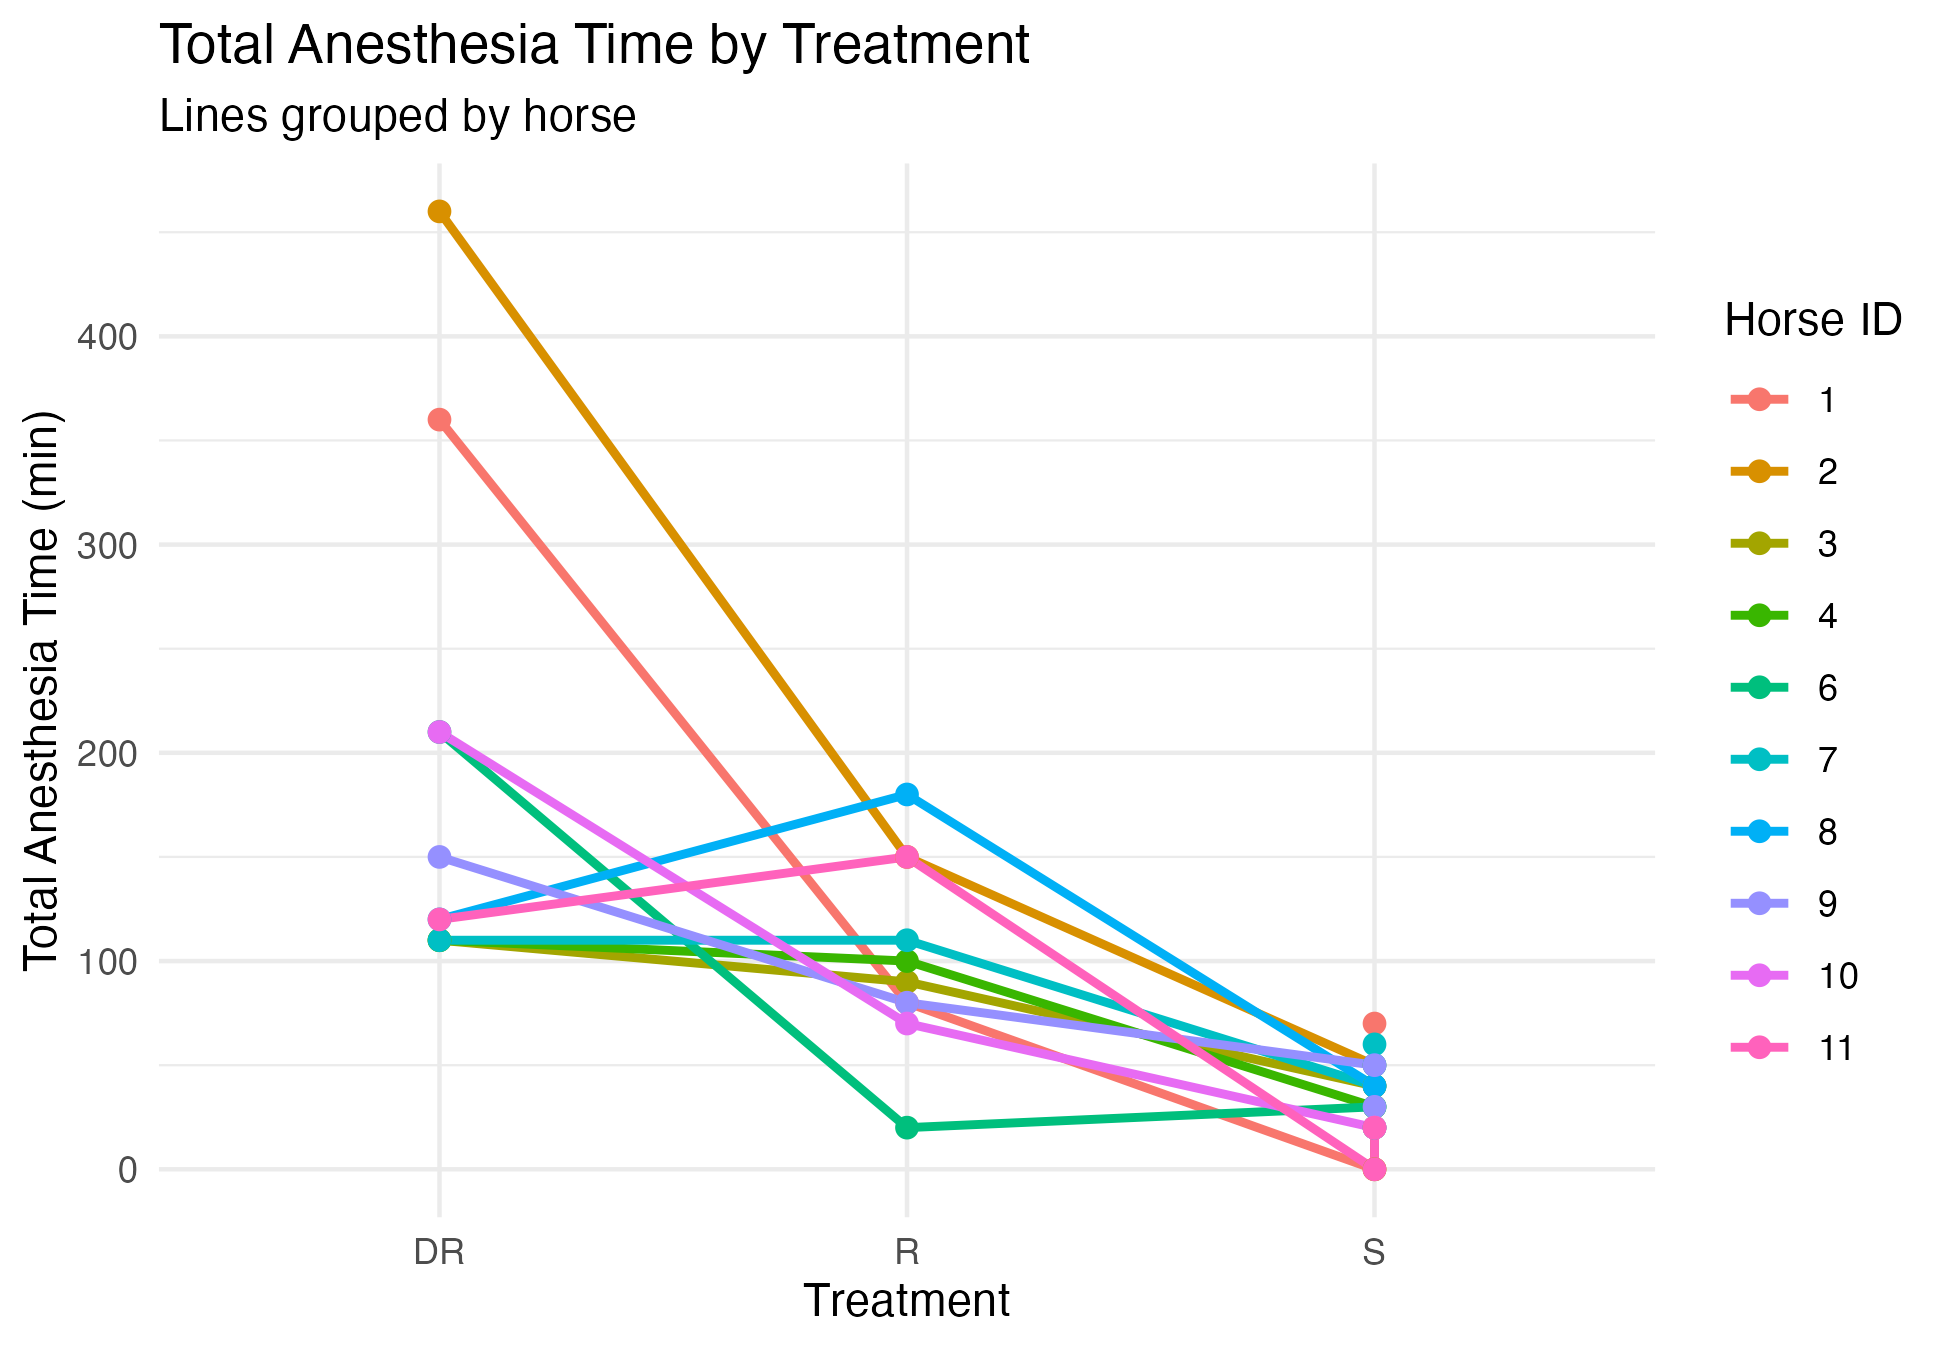 Total Anesthesia Time by Treatment
Lines grouped by horse
Total Anesthesia Time (min)
400
300
200
100
0
DR
R
S
Treatment
Horse ID
1
2
3
4
6
7
8
9
10
11